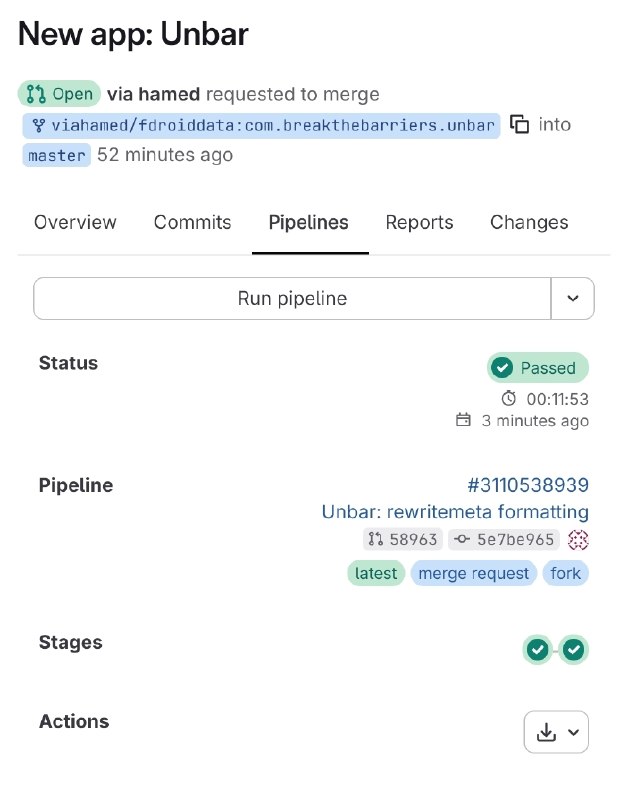 New app: Unbar
Open via hamed requested to merge
viahamed/fdroiddata:com.breakthebarriers.unbar into
master 52 minutes ago
Overview Commits Pipelines Reports Changes
Run pipeline
Status
Passed
00:11:53
3 minutes ago
Pipeline
#3110538939
Unbar: rewritemeta formatting
58963 5e7be965
latest merge request fork
Stages
Actions